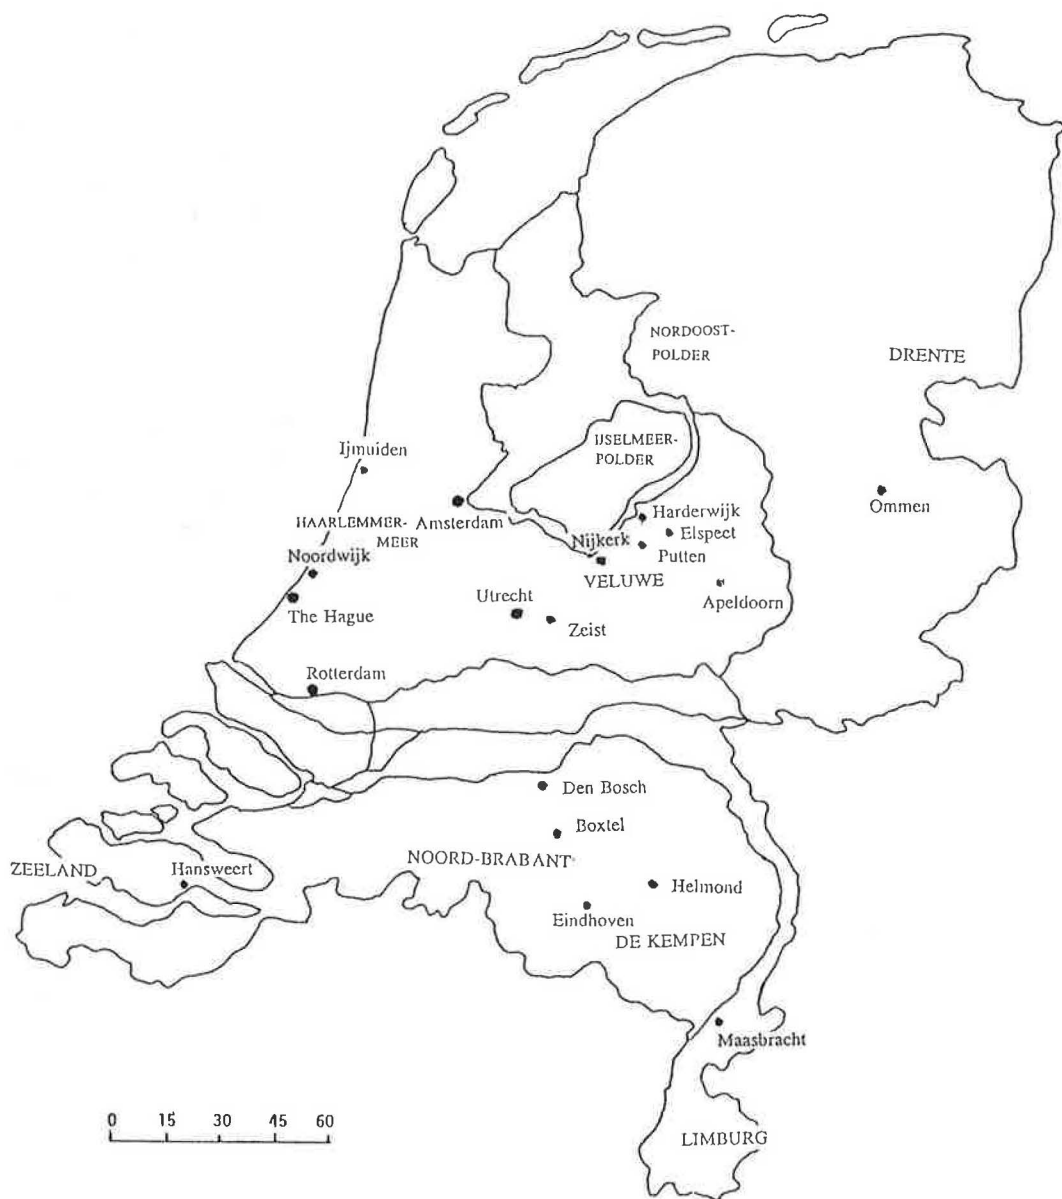 NORDOOST-
POLDER
DRENTE
IJSELMEER-
POLDER
Ijmuiden
HAARLEMMER-
MEER
Amsterdam
Harderwijk
Elspeet
Nijkerk
Putten
VELUWE
Ommen
Noordwijk
The Hague
Utrecht
Zeist
Apeldoorn
Rotterdam
Den Bosch
Boxtel
ZEELAND
Hansweert
NOORD-BRABANT
Helmond
Eindhoven
DE KEMPEN
Maasbracht
0 15 30 45 60
LIMBURG